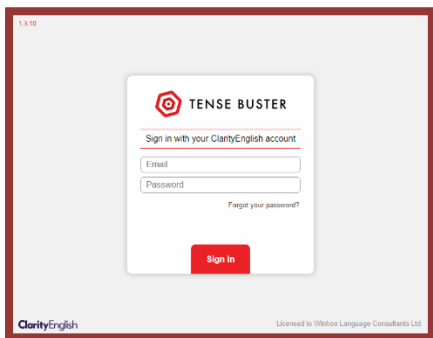 1.3.10
TENSE BUSTER
Sign in with your ClarityEnglish account
Email
Password
Forgot your password?
Sign in
ClarityEnglish
Licensed to Winhoe Language Consultants Ltd.